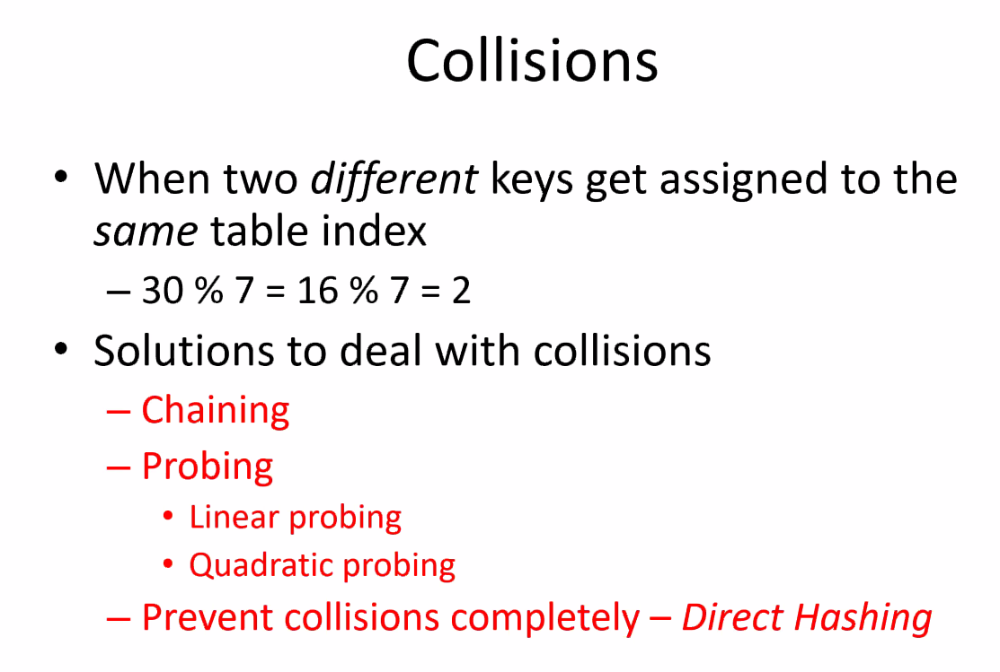 Collisions
• When two different keys get assigned to the
same table index
– 30 % 7 = 16 % 7 = 2
• Solutions to deal with collisions
– Chaining
– Probing
• Linear probing
• Quadratic probing
– Prevent collisions completely – Direct Hashing